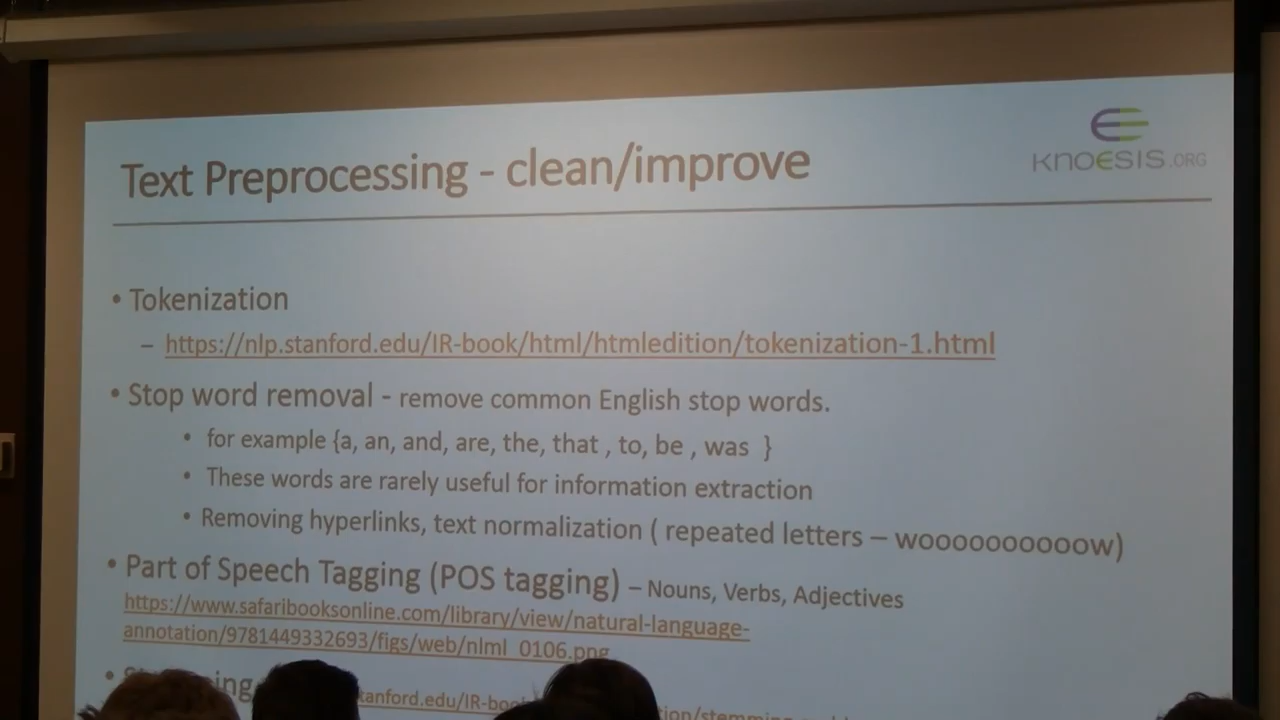 Text Preprocessing - clean/improve
KNOESIS.ORG
• Tokenization
– https://nlp.stanford.edu/IR-book/html/htmledition/tokenization-1.html
• Stop word removal - remove common English stop words.
• for example {a, an, and, are, the, that , to, be , was }
• These words are rarely useful for information extraction
• Removing hyperlinks, text normalization ( repeated letters – woooooooooow)
• Part of Speech Tagging (POS tagging) – Nouns, Verbs, Adjectives
https://www.safaribooksonline.com/library/view/natural-language-
annotation/9781449332693/figs/web/nlml_0106.png